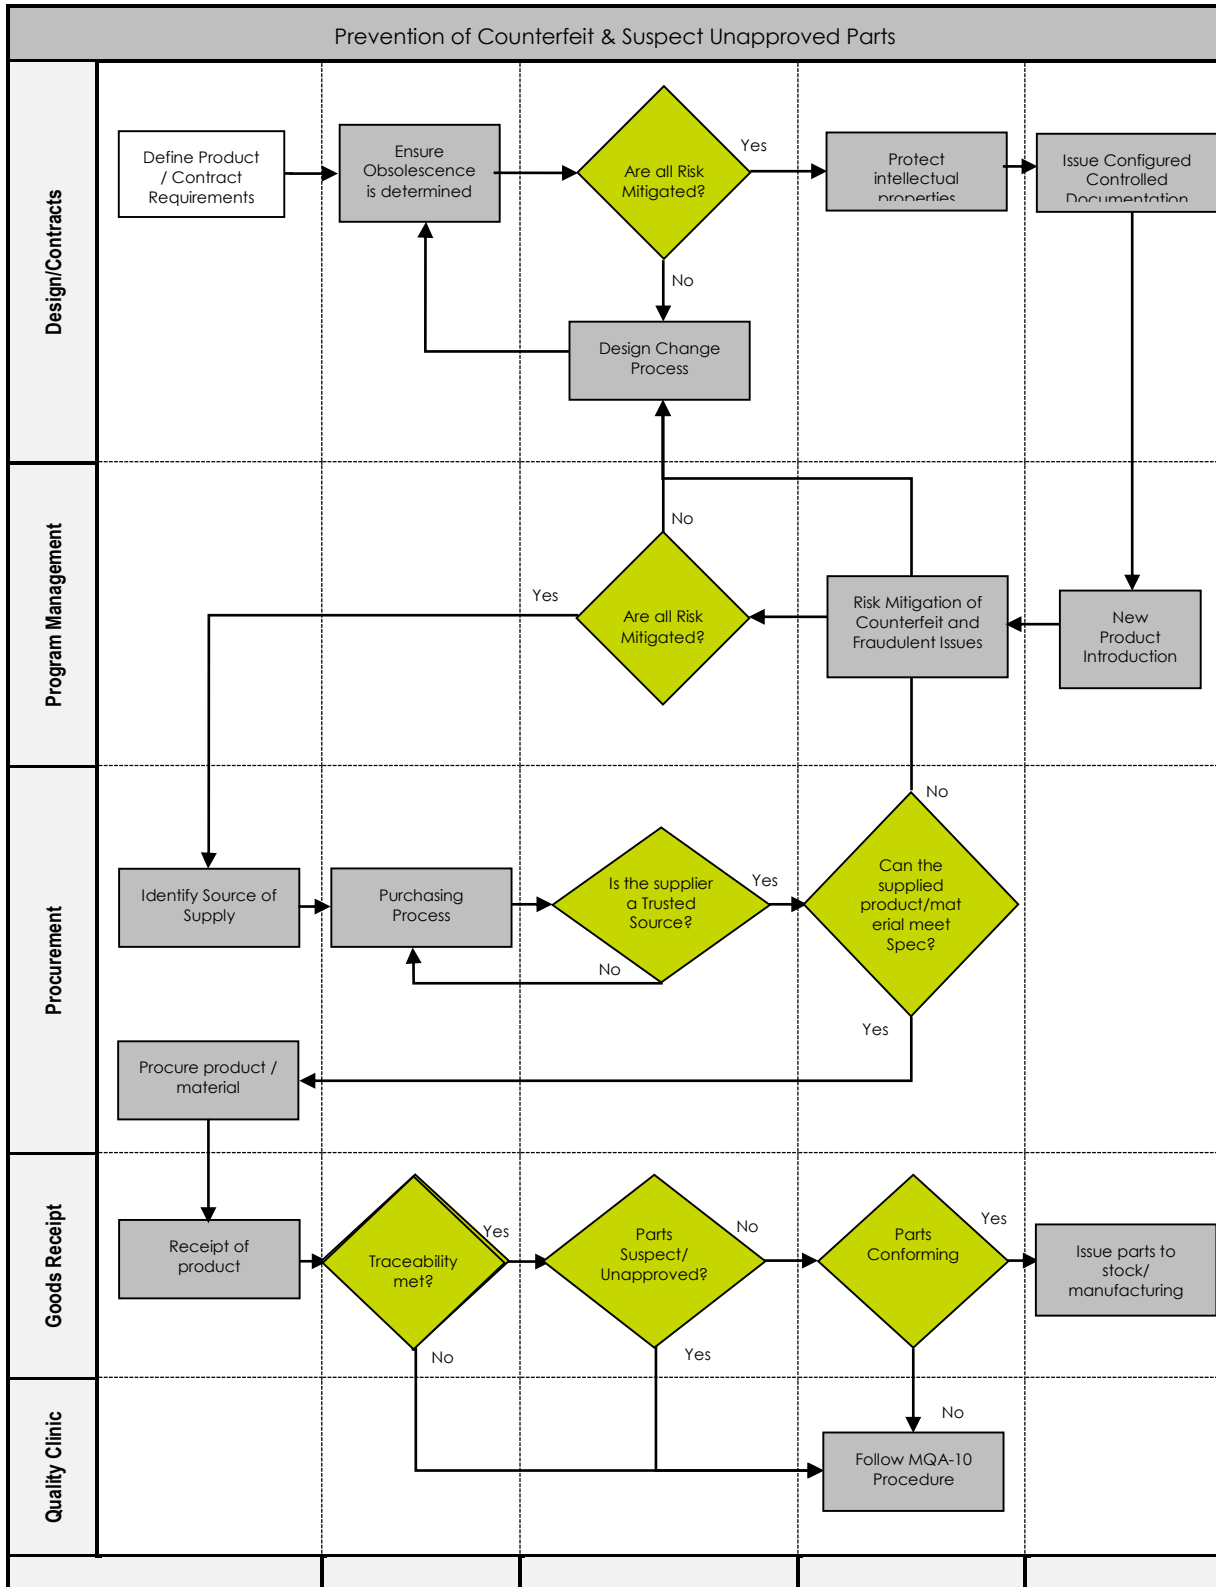 Prevention of Counterfeit & Suspect Unapproved Parts
Design/Contracts
Define Product
/ Contract
Requirements
Ensure
Obsolescence
is determined
Are all Risk
Mitigated?
Yes
Protect
intellectual
properties
Issue Configured
Controlled
Documentation
No
Design Change
Process
Program Management
No
Yes
Are all Risk
Mitigated?
Risk Mitigation of
Counterfeit and
Fraudulent Issues
New
Product
Introduction
Procurement
No
Identify Source of
Supply
Purchasing
Process
Is the supplier
a Trusted
Source?
Yes
Can the
supplied
product/mat
erial meet
Spec?
No
Yes
Procure product /
material
Goods Receipt
Receipt of
product
Traceability
met?
Yes
Parts
Suspect/
Unapproved?
No
Parts
Conforming
Yes
Issue parts to
stock/
manufacturing
No
Yes
Quality Clinic
No
Follow MQA-10
Procedure